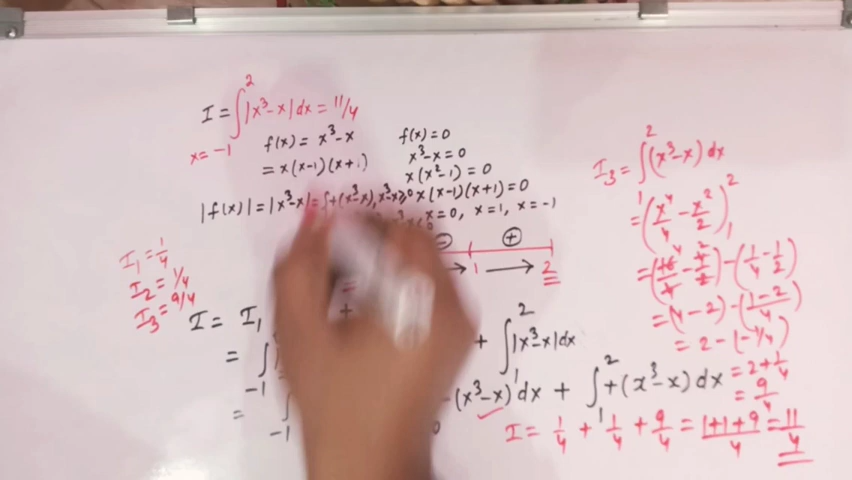 I = ∫_{x=-1}^{2} |x³-x| dx = 11/4
f(x) = x³-x
= x(x-1)(x+1)
|f(x)| = |x³-x| = { +(x³-x), x³-x ≥ 0
f(x) = 0
x³-x = 0
x(x²-1) = 0
x(x-1)(x+1) = 0
x = 0, x = 1, x = -1
⊖ ⊕
→ 1 → 2
I₁ = 1/4
I₂ = 1/4
I₃ = 9/4
I = I₁ +
= ∫_{-1} + ∫^{2} |x³-x| dx
= ∫_{-1} -(x³-x) dx + ∫_{1}^{2} +(x³-x) dx
I₃ = ∫_{1}^{2} (x³-x) dx
= (x⁴/4 - x²/2)_{1}^{2}
= (16/4 - 4/2) - (1/4 - 1/2)
= (4-2) - (1-2/4)
= 2 - (-1/4)
= 2 + 1/4
= 9/4
I = 1/4 + 1/4 + 9/4 = 1+1+9/4 = 11/4